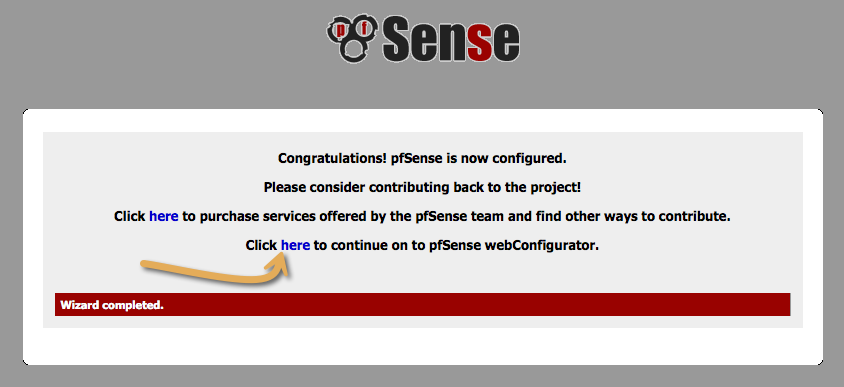 pf Sense
Congratulations! pfSense is now configured.
Please consider contributing back to the project!
Click here to purchase services offered by the pfSense team and find other ways to contribute.
Click here to continue on to pfSense webConfigurator.
Wizard completed.